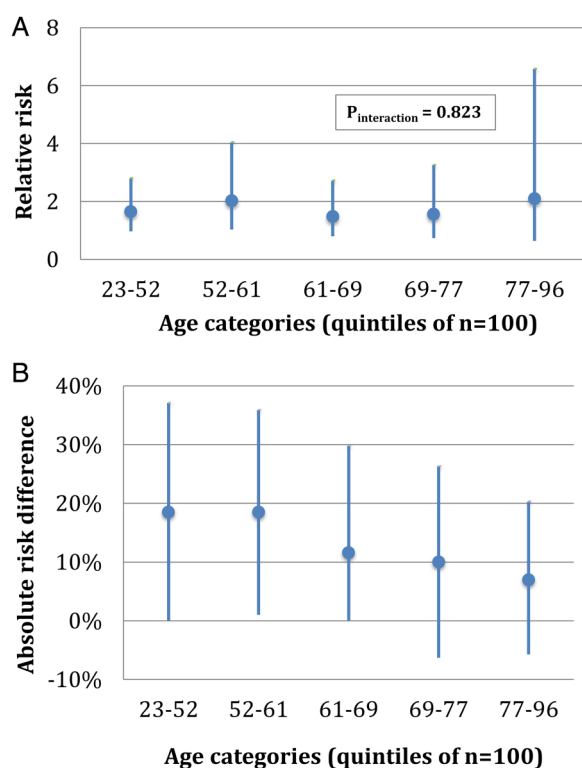 A
8
6
4
2
0
Relative risk
Pinteraction = 0.823
23-52 52-61 61-69 69-77 77-96
Age categories (quintiles of n=100)
B
40%
30%
20%
10%
0%
-10%
Absolute risk difference
23-52 52-61 61-69 69-77 77-96
Age categories (quintiles of n=100)